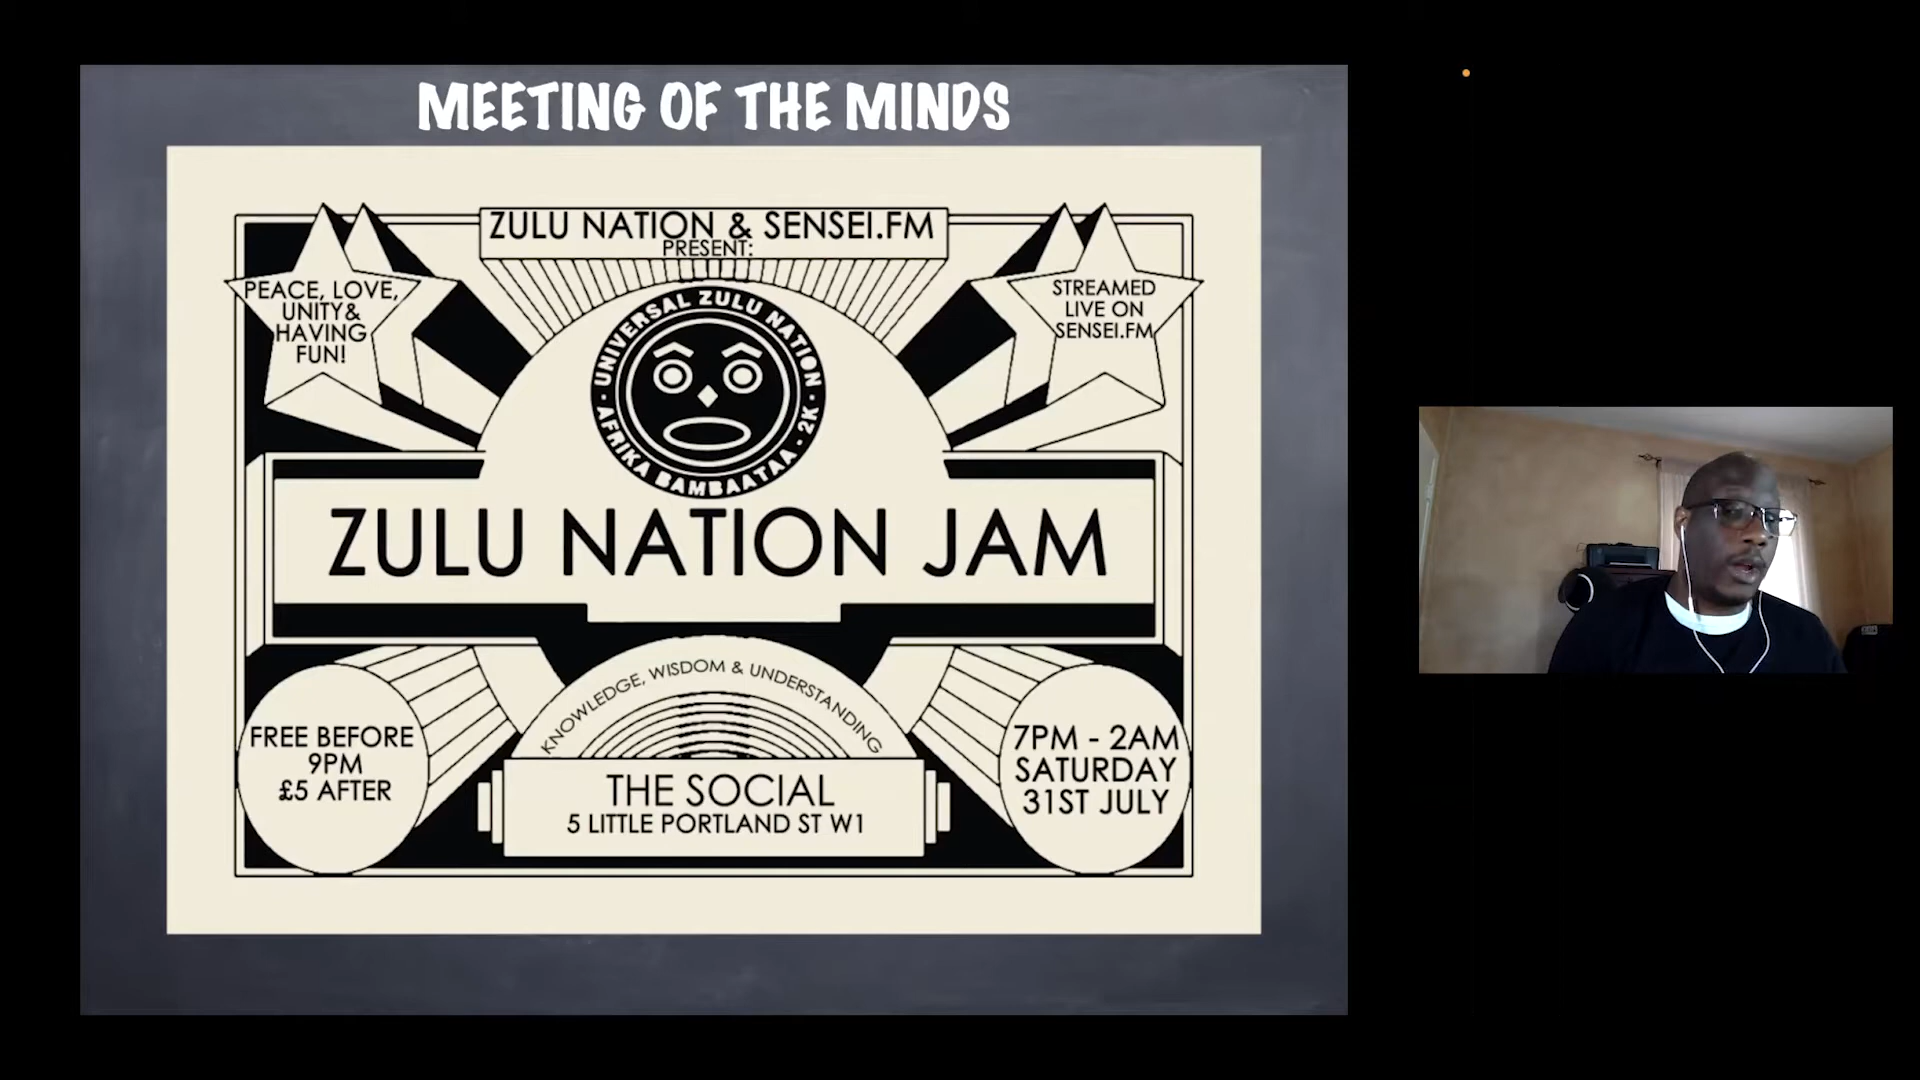 MEETING OF THE MINDS
ZULU NATION & SENSEI.FM
PRESENT:
PEACE, LOVE,
UNITY&
HAVING
FUN!
STREAMED
LIVE ON
SENSEI.FM
· UNIVERSAL ZULU NATION ·
AFRIKA BAMBAATAA · 2K
ZULU NATION JAM
KNOWLEDGE, WISDOM & UNDERSTANDING
FREE BEFORE
9PM
£5 AFTER
THE SOCIAL
5 LITTLE PORTLAND ST W1
7PM - 2AM
SATURDAY
31ST JULY